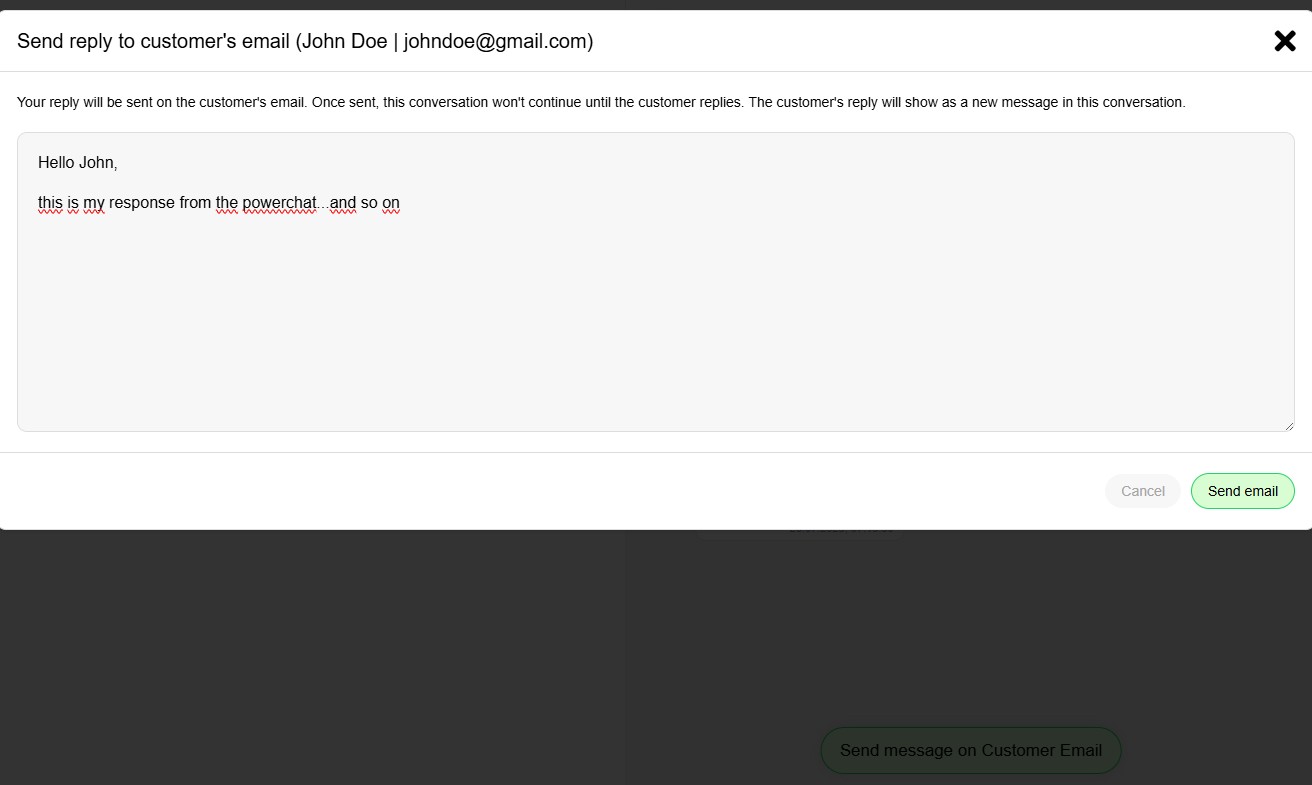 Send reply to customer's email (John Doe | johndoe@gmail.com)
Your reply will be sent on the customer's email. Once sent, this conversation won't continue until the customer replies. The customer's reply will show as a new message in this conversation.
Hello John,
this is my response from the powerchat...and so on
Cancel
Send email
Send message on Customer Email